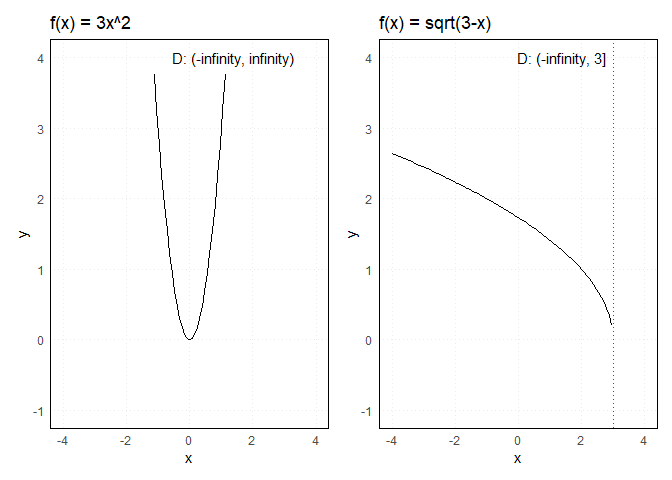 f(x) = 3x^2
D: (-infinity, infinity)
4
3
2
1
0
-1
-4
-2
0
2
4
x
y
f(x) = sqrt(3-x)
D: (-infinity, 3]
4
3
2
1
0
-1
-4
-2
0
2
4
x
y